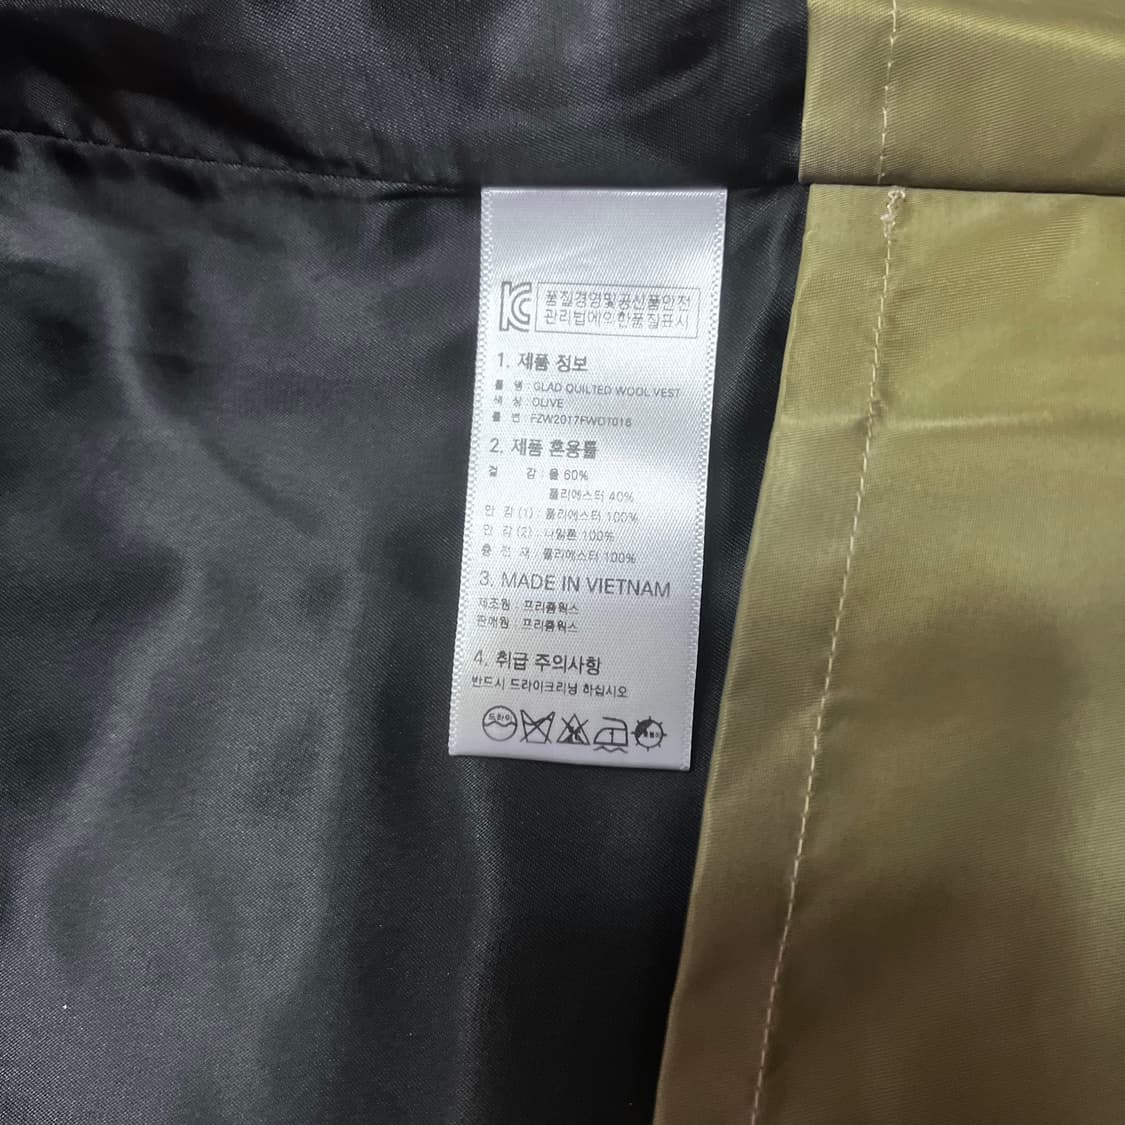 KC
품질경영및공산품안전
관리법에의한품질표시
1. 제품 정보
품 명 : GLAD QUILTED WOOL VEST
색 상 : OLIVE
품 번 : FZW2017FWOT016
2. 제품 혼용률
겉 감 : 울 60%
폴리에스터 40%
안 감 (1) : 폴리에스터 100%
안 감 (2) : 나일론 100%
충 전 재 : 폴리에스터 100%
3. MADE IN VIETNAM
제조원 : 프리즘웍스
판매원 : 프리즘웍스
4. 취급 주의사항
반드시 드라이크리닝 하십시오
드라이